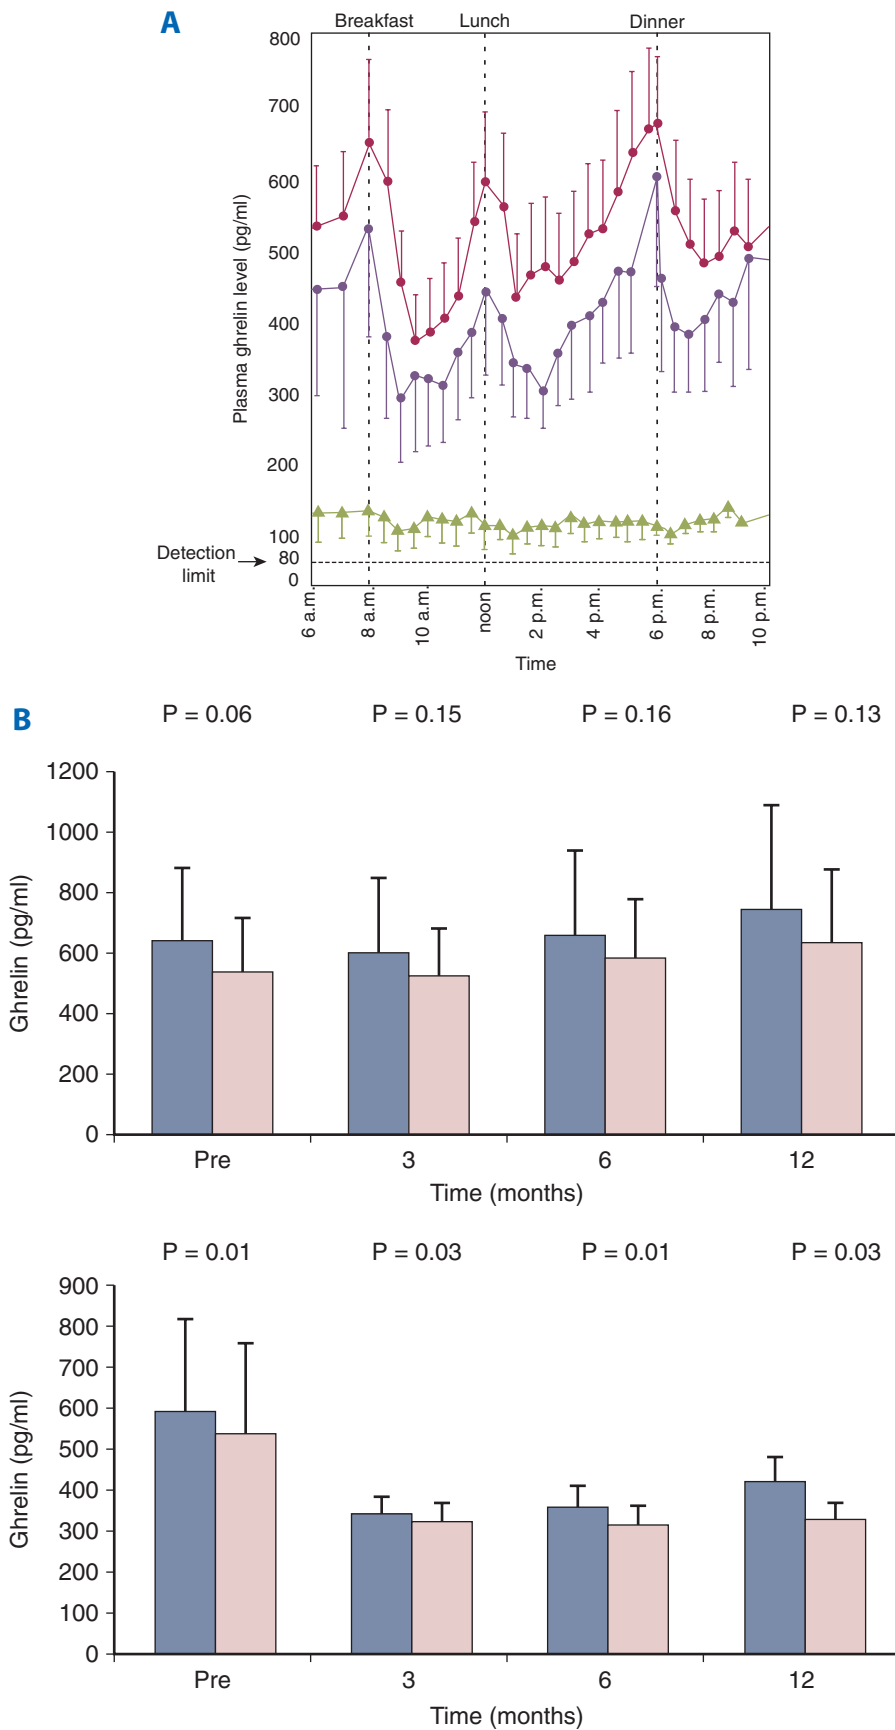 A
Breakfast Lunch Dinner
800
700
600
500
400
300
200
100
80
0
Plasma ghrelin level (pg/ml)
Detection
limit
6 a.m. 8 a.m. 10 a.m. noon 2 p.m. 4 p.m. 6 p.m. 8 p.m. 10 p.m.
Time
B
P = 0.06 P = 0.15 P = 0.16 P = 0.13
1200
1000
800
600
400
200
0
Ghrelin (pg/ml)
Pre 3 6 12
Time (months)
P = 0.01 P = 0.03 P = 0.01 P = 0.03
900
800
700
600
500
400
300
200
100
0
Ghrelin (pg/ml)
Pre 3 6 12
Time (months)